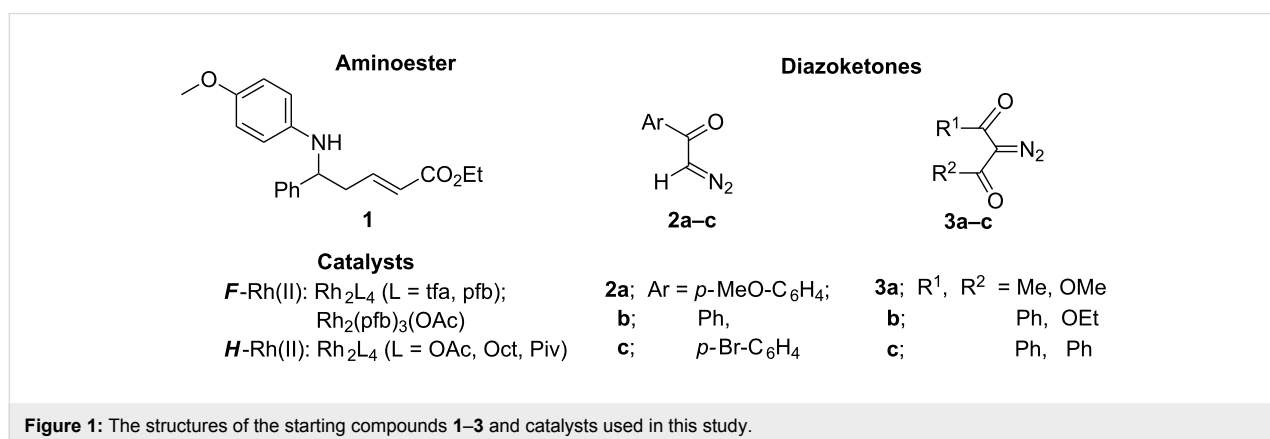 Aminoester
Diazoketones
O
NH
Ph
CO2Et
1
Ar
O
H
N2
2a–c
R1
O
N2
R2
O
3a–c
Catalysts
F-Rh(II): Rh2L4 (L = tfa, pfb);
Rh2(pfb)3(OAc)
H-Rh(II): Rh2L4 (L = OAc, Oct, Piv)
2a; Ar = p-MeO-C6H4;
b; Ph,
c; p-Br-C6H4
3a; R1, R2 = Me, OMe
b; Ph, OEt
c; Ph, Ph
Figure 1: The structures of the starting compounds 1–3 and catalysts used in this study.